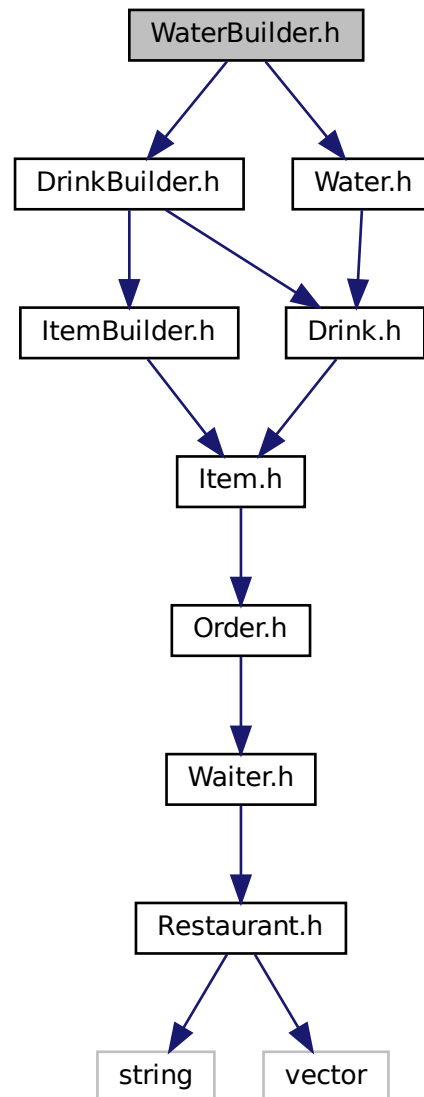 WaterBuilder.h
DrinkBuilder.h
Water.h
ItemBuilder.h
Drink.h
Item.h
Order.h
Waiter.h
Restaurant.h
string
vector